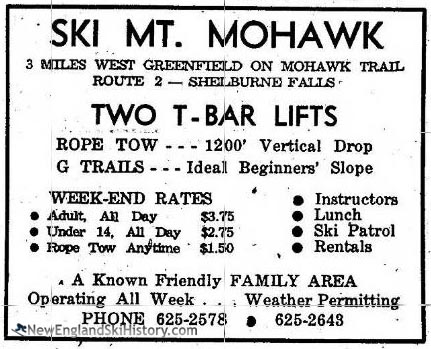 SKI MT. MOHAWK
3 MILES WEST GREENFIELD ON MOHAWK TRAIL
ROUTE 2 — SHELBURNE FALLS
TWO T-BAR LIFTS
ROPE TOW - - - 1200' Vertical Drop
G TRAILS - - - Ideal Beginners' Slope
WEEK-END RATES
● Adult, All Day $3.75
● Under 14, All Day $2.75
● Rope Tow Anytime $1.50
● Instructors
● Lunch
● Ski Patrol
● Rentals
A Known Friendly FAMILY AREA
Operating All Week . . . Weather Permitting
PHONE 625-2578 ● 625-2643
NewEnglandSkiHistory.com